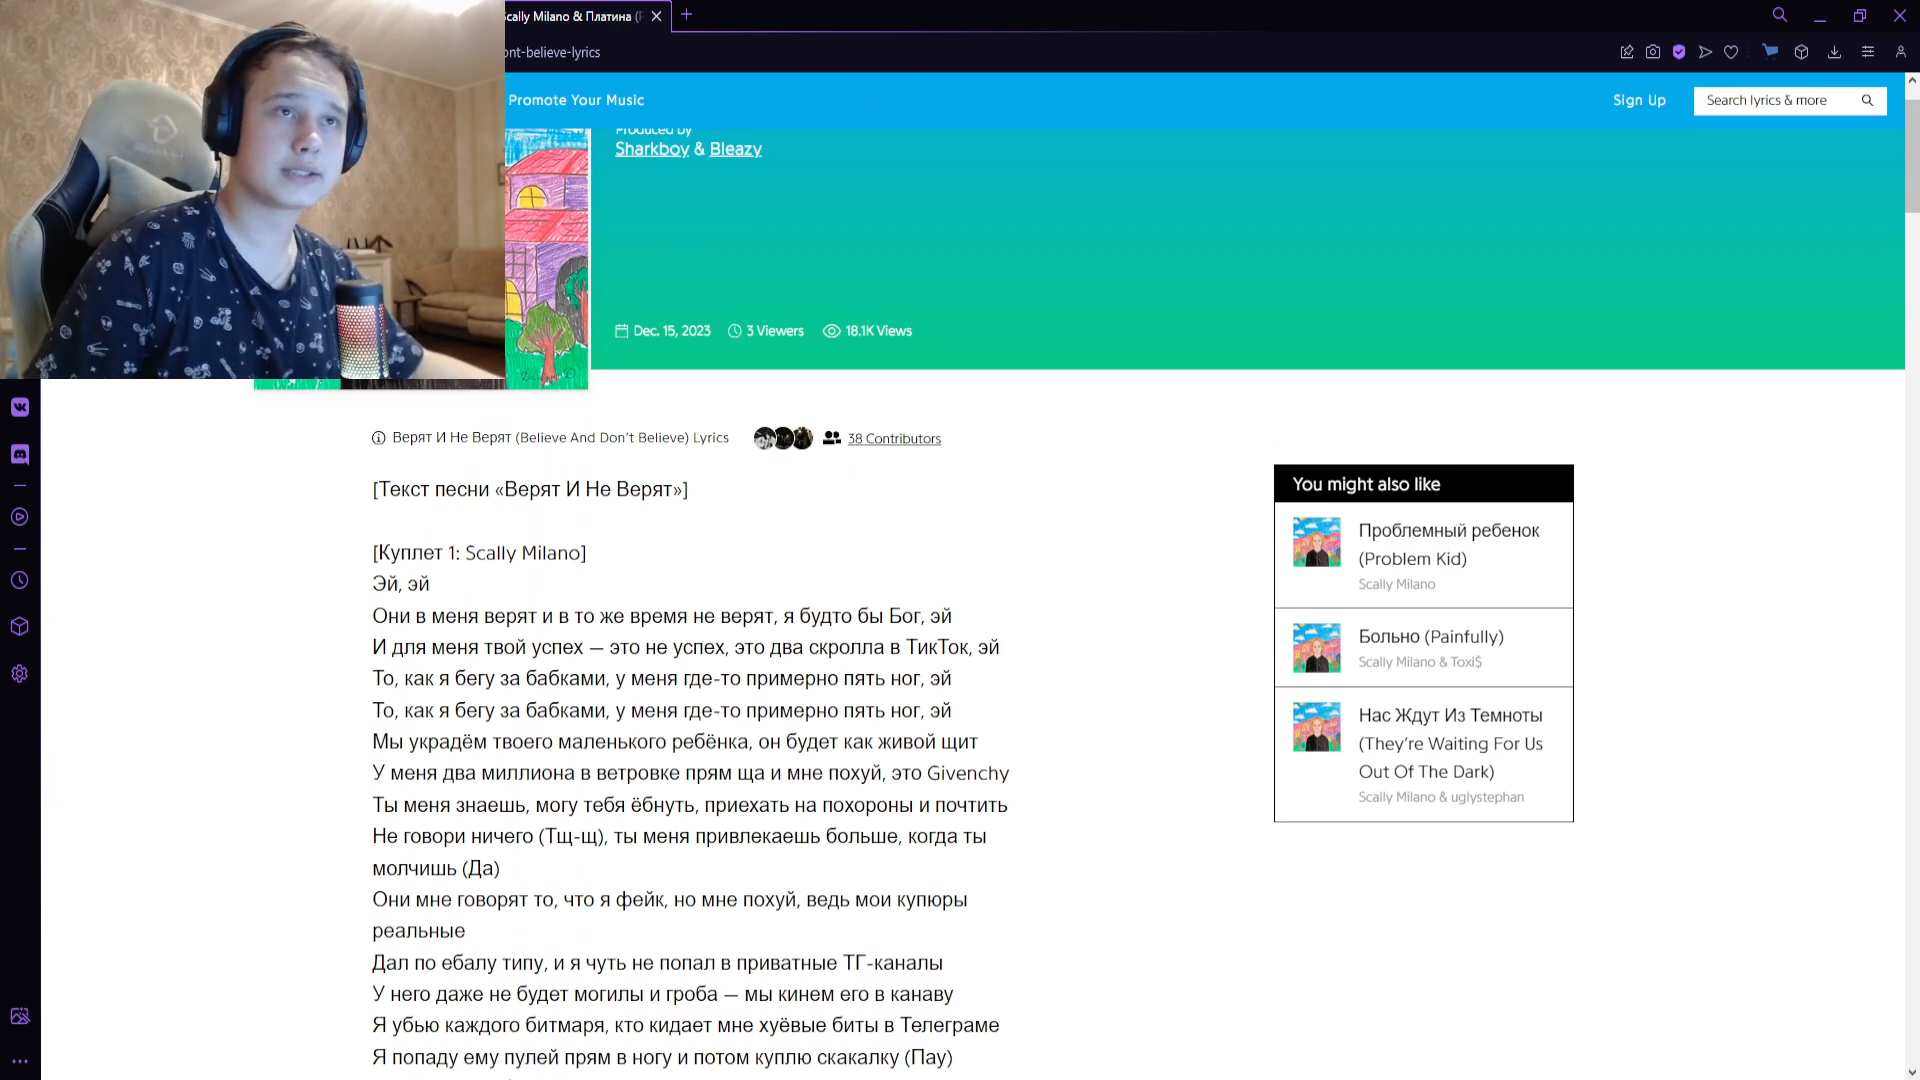 Scally Milano & Платина
ont-believe-lyrics
Promote Your Music
Sign Up
Search lyrics & more
Produced by
Sharkboy & Bleazy
Dec. 15, 2023 3 Viewers 18.1K Views
Верят И Не Верят (Believe And Don't Believe) Lyrics 38 Contributors
[Текст песни «Верят И Не Верят»]
[Куплет 1: Scally Milano]
Эй, эй
Они в меня верят и в то же время не верят, я будто бы Бог, эй
И для меня твой успех — это не успех, это два скролла в ТикТок, эй
То, как я бегу за бабками, у меня где-то примерно пять ног, эй
То, как я бегу за бабками, у меня где-то примерно пять ног, эй
Мы украдём твоего маленького ребёнка, он будет как живой щит
У меня два миллиона в ветровке прям ща и мне похуй, это Givenchy
Ты меня знаешь, могу тебя ёбнуть, приехать на похороны и почтить
Не говори ничего (Тщ-щ), ты меня привлекаешь больше, когда ты
молчишь (Да)
Они мне говорят то, что я фейк, но мне похуй, ведь мои купюры
реальные
Дал по ебалу типу, и я чуть не попал в приватные ТГ-каналы
У него даже не будет могилы и гроба — мы кинем его в канаву
Я убью каждого битмаря, кто кидает мне хуёвые биты в Телеграме
Я попаду ему пулей прям в ногу и потом куплю скакалку (Пау)
You might also like
Проблемный ребенок
(Problem Kid)
Scally Milano
Больно (Painfully)
Scally Milano & Toxi$
Нас Ждут Из Темноты
(They're Waiting For Us
Out Of The Dark)
Scally Milano & uglystephan